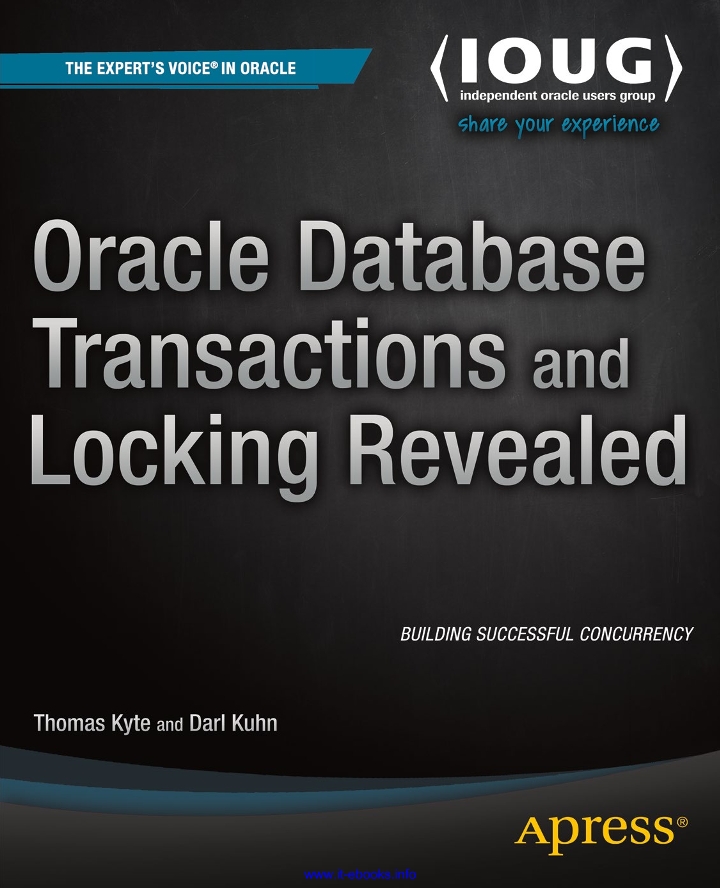 THE EXPERT'S VOICE® IN ORACLE
IOUG
independent oracle users group
share your experience
Oracle Database
Transactions and
Locking Revealed
BUILDING SUCCESSFUL CONCURRENCY
Thomas Kyte and Darl Kuhn
Apress®
www.it-ebooks.info